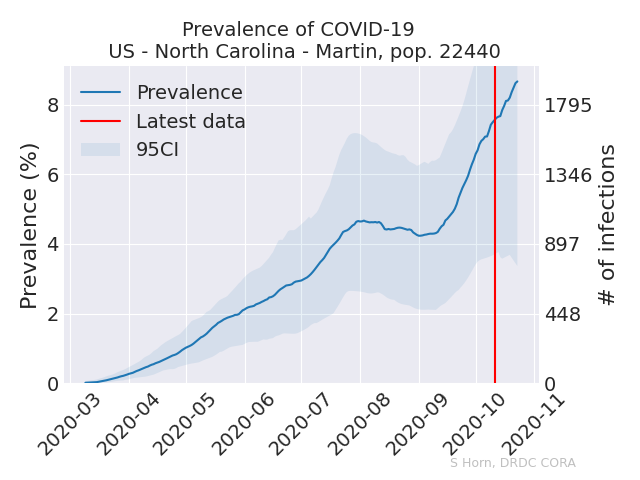 Prevalence of COVID-19
US - North Carolina - Martin, pop. 22440
Prevalence
Latest data
95CI
Prevalence (%)
8
6
4
2
0
1795
1346
897
448
0
# of infections
2020-03
2020-04
2020-05
2020-06
2020-07
2020-08
2020-09
2020-10
2020-11
S Horn, DRDC CORA